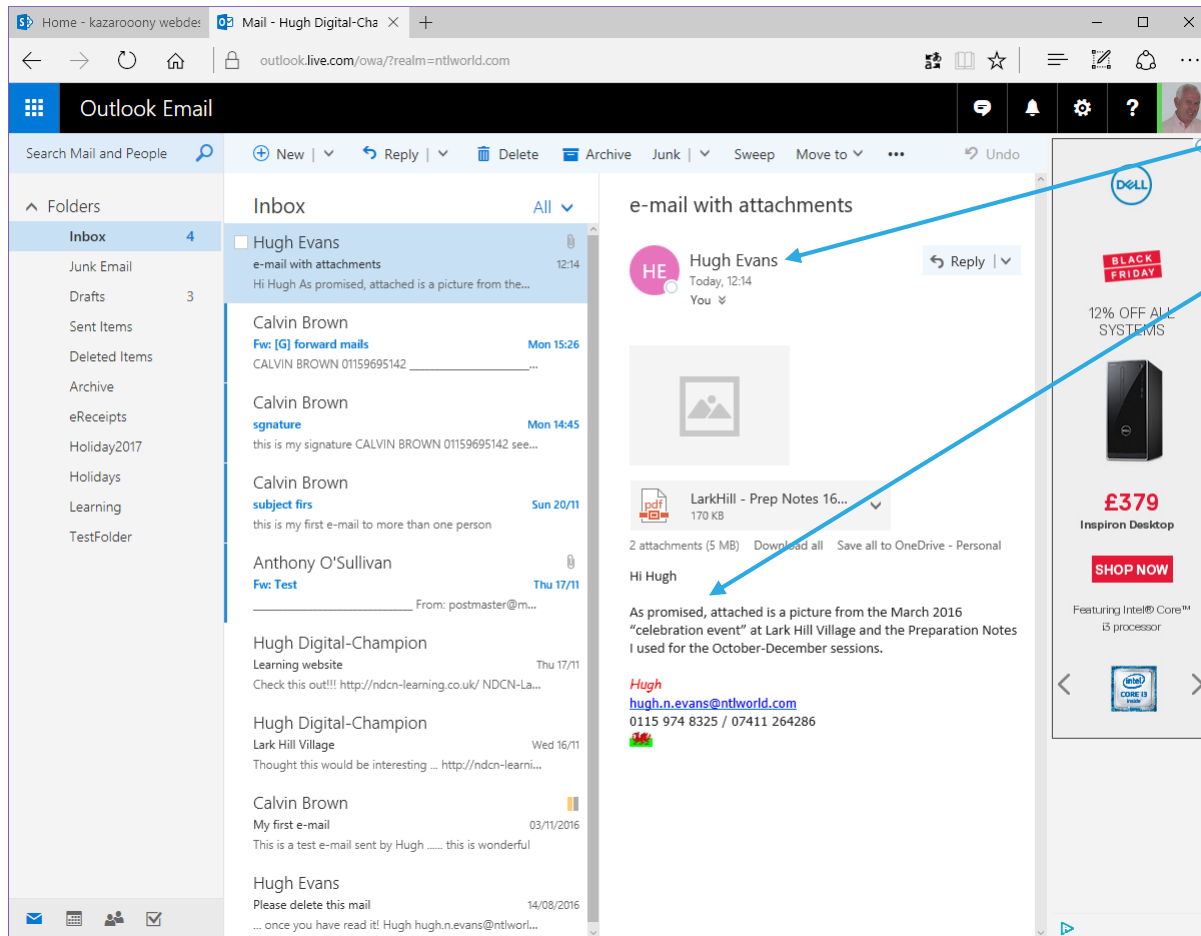 Home - kazarooony webdes
Mail - Hugh Digital-Cha
outlook.live.com/owa/?realm=ntlworld.com
Outlook Email
?
Search Mail and People
New
Reply
Delete
Archive
Junk
Sweep
Move to
Undo
Folders
Inbox 4
Junk Email
Drafts 3
Sent Items
Deleted Items
Archive
eReceipts
Holiday2017
Holidays
Learning
TestFolder
Inbox All
Hugh Evans
e-mail with attachments 12:14
Hi Hugh As promised, attached is a picture from the...
Calvin Brown
Fw: [G] forward mails Mon 15:26
CALVIN BROWN 01159695142 ______________________...
Calvin Brown
sgnature Mon 14:45
this is my signature CALVIN BROWN 01159695142 see...
Calvin Brown
subject firs Sun 20/11
this is my first e-mail to more than one person
Anthony O'Sullivan
Fw: Test Thu 17/11
______________________ From: postmaster@m...
Hugh Digital-Champion
Learning website Thu 17/11
Check this out!!! http://ndcn-learning.co.uk/ NDCN-La...
Hugh Digital-Champion
Lark Hill Village Wed 16/11
Thought this would be interesting ... http://ndcn-learni...
Calvin Brown
My first e-mail 03/11/2016
This is a test e-mail sent by Hugh ...... this is wonderful
Hugh Evans
Please delete this mail 14/08/2016
... once you have read it! Hugh hugh.n.evans@ntlworl...
e-mail with attachments
HE
Hugh Evans
Today, 12:14
You
Reply
pdf
LarkHill - Prep Notes 16...
170 KB
2 attachments (5 MB) Download all Save all to OneDrive - Personal
Hi Hugh
As promised, attached is a picture from the March 2016
“celebration event” at Lark Hill Village and the Preparation Notes
I used for the October-December sessions.
Hugh
hugh.n.evans@ntlworld.com
0115 974 8325 / 07411 264286
DELL
BLACK
FRIDAY
12% OFF ALL
SYSTEMS
£379
Inspiron Desktop
SHOP NOW
Featuring Intel® Core™
i3 processor
intel
CORE i3
inside